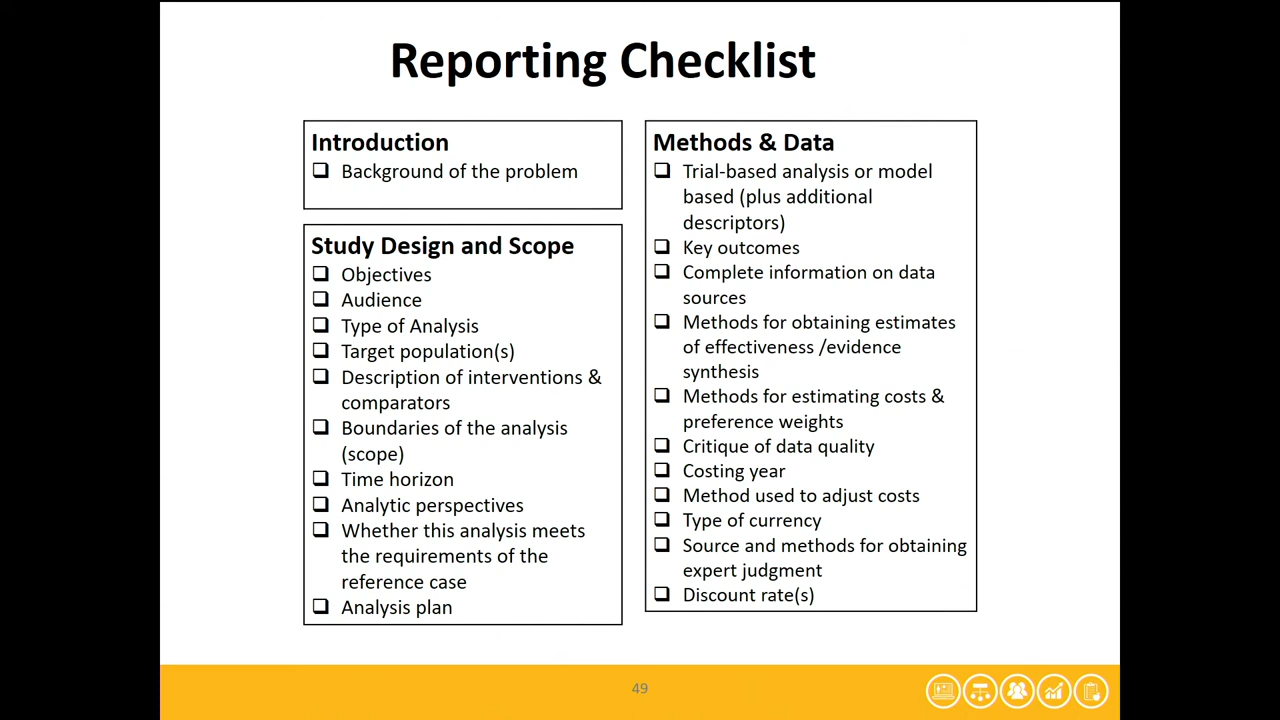 Reporting Checklist
Introduction
Background of the problem
Study Design and Scope
Objectives
Audience
Type of Analysis
Target population(s)
Description of interventions &
comparators
Boundaries of the analysis
(scope)
Time horizon
Analytic perspectives
Whether this analysis meets
the requirements of the
reference case
Analysis plan
Methods & Data
Trial-based analysis or model
based (plus additional
descriptors)
Key outcomes
Complete information on data
sources
Methods for obtaining estimates
of effectiveness /evidence
synthesis
Methods for estimating costs &
preference weights
Critique of data quality
Costing year
Method used to adjust costs
Type of currency
Source and methods for obtaining
expert judgment
Discount rate(s)
49